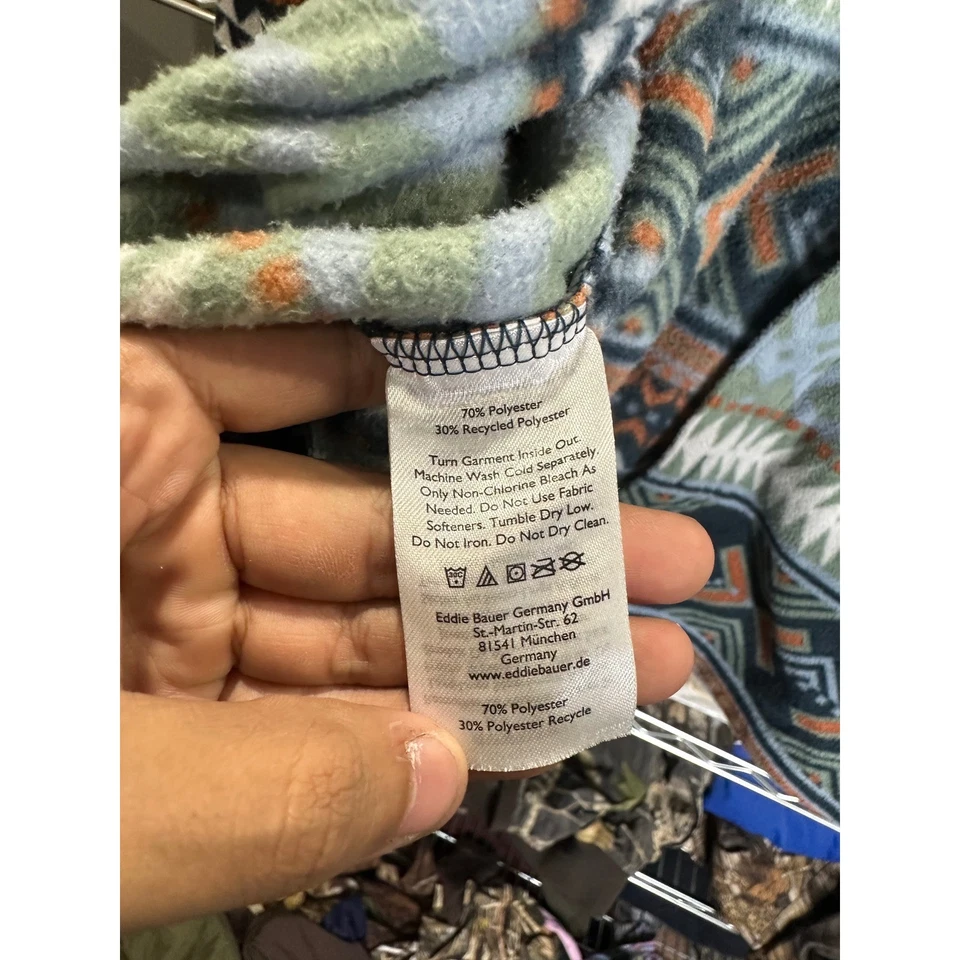 70% Polyester
30% Recycled Polyester
Turn Garment Inside Out.
Machine Wash Cold Separately.
Only Non-Chlorine Bleach As
Needed. Do Not Use Fabric
Softeners. Tumble Dry Low.
Do Not Iron. Do Not Dry Clean.
30C
Eddie Bauer Germany GmbH
St.-Martin-Str. 62
81541 München
Germany
www.eddiebauer.de
70% Polyester
30% Polyester Recycle